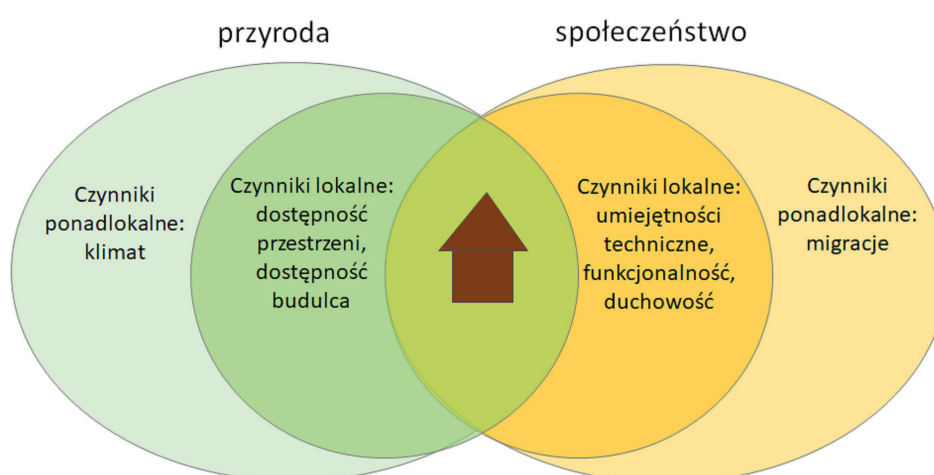 przyroda
społeczeństwo
Czynniki
ponadlokalne:
klimat
Czynniki lokalne:
dostępność
przestrzeni,
dostępność
budulca
Czynniki lokalne:
umiejętności
techniczne,
funkcjonalność,
duchowość
Czynniki
ponadlokalne:
migracje